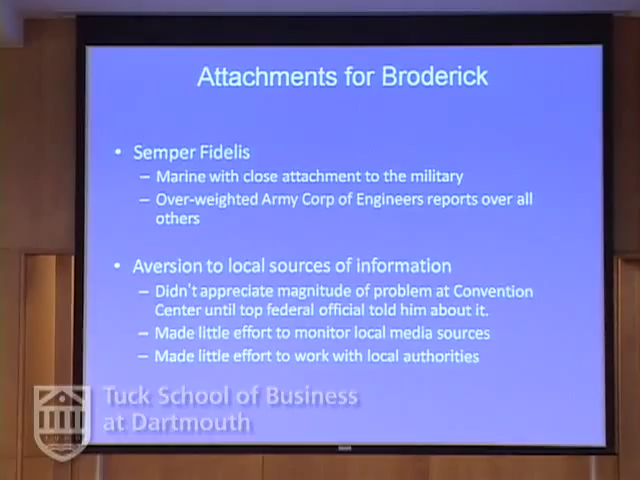 Attachments for Broderick
• Semper Fidelis
– Marine with close attachment to the military
– Over-weighted Army Corp of Engineers reports over all
others
• Aversion to local sources of information
– Didn't appreciate magnitude of problem at Convention
Center until top federal official told him about it.
– Made little effort to monitor local media sources
– Made little effort to work with local authorities
Tuck School of Business
at Dartmouth